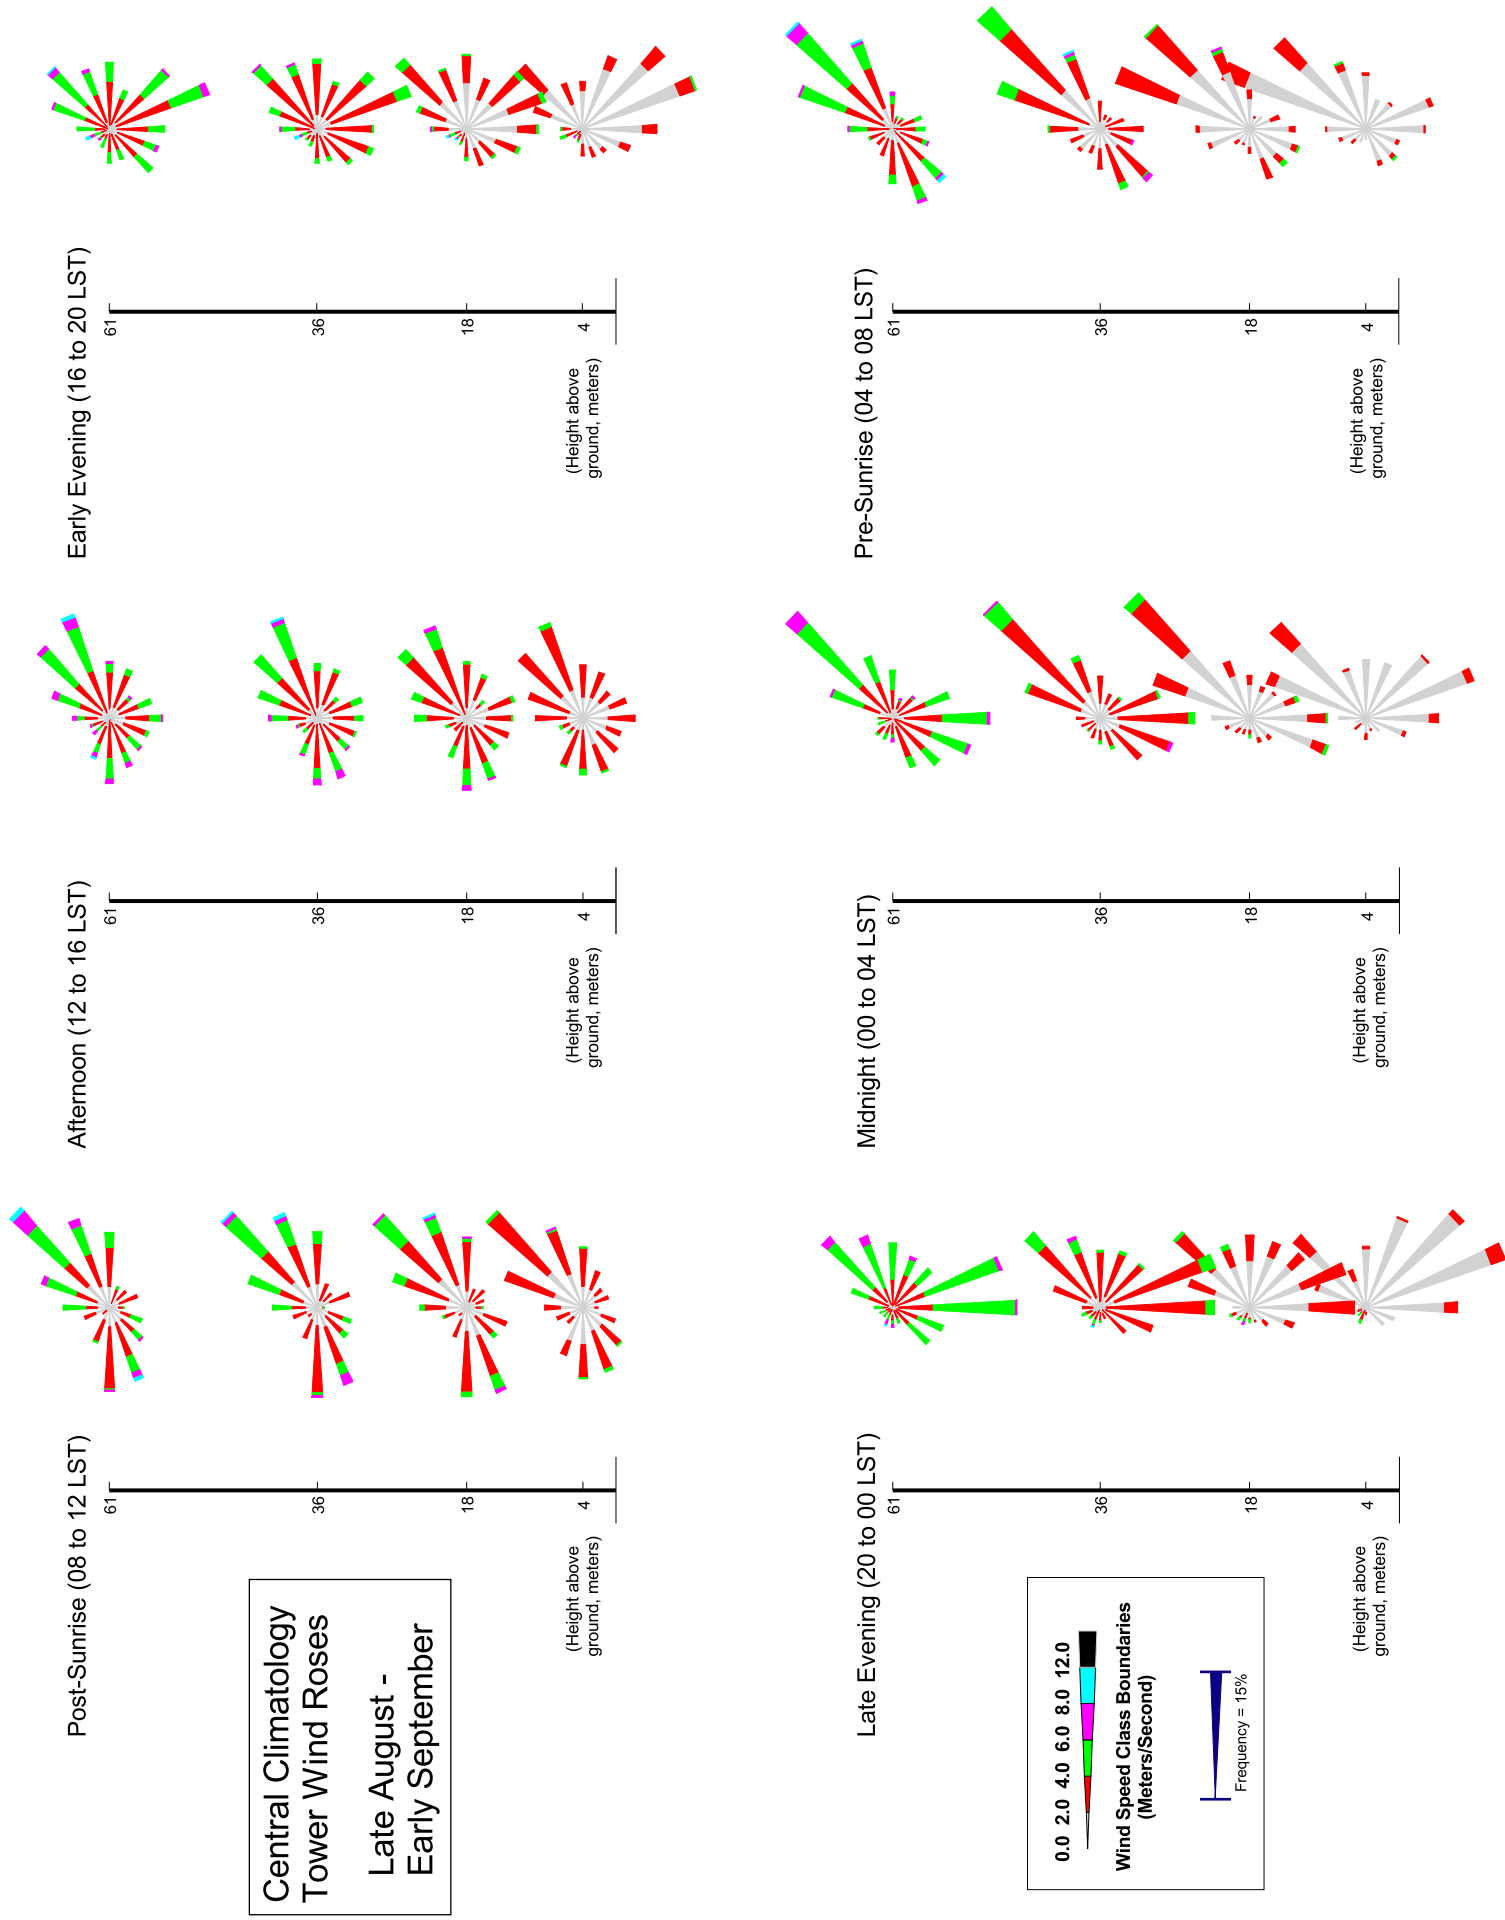 Central Climatology
Tower Wind Roses
Late August -
Early September
Post-Sunrise (08 to 12 LST)
61
36
18
4
(Height above
ground, meters)
Afternoon (12 to 16 LST)
61
36
18
4
(Height above
ground, meters)
Early Evening (16 to 20 LST)
61
36
18
4
(Height above
ground, meters)
Late Evening (20 to 00 LST)
61
36
18
4
(Height above
ground, meters)
Midnight (00 to 04 LST)
61
36
18
4
(Height above
ground, meters)
Pre-Sunrise (04 to 08 LST)
61
36
18
4
(Height above
ground, meters)
0.0 2.0 4.0 6.0 8.0 12.0
Wind Speed Class Boundaries
(Meters/Second)
Frequency = 15%